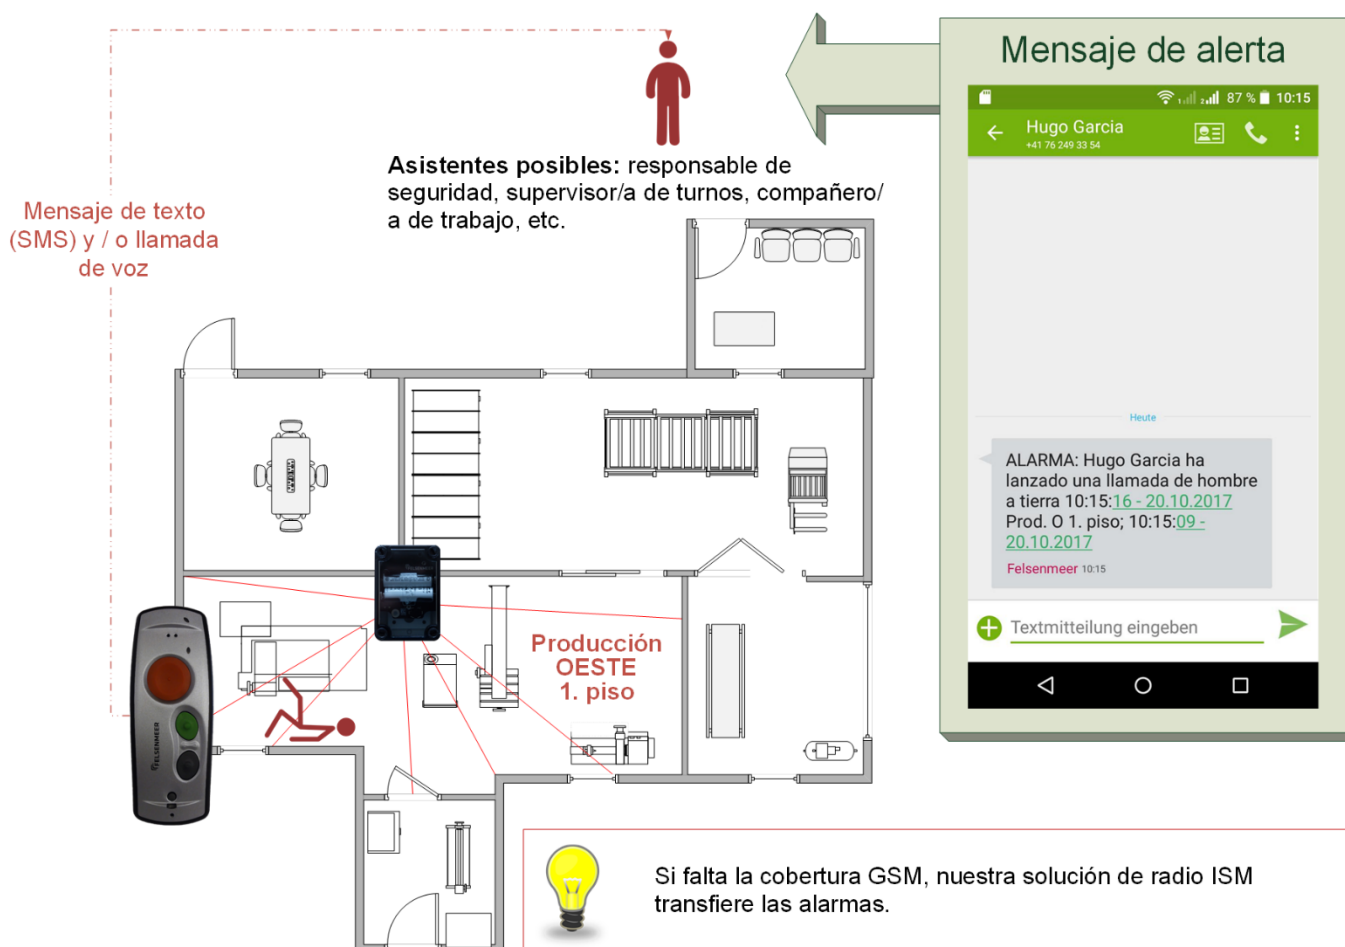 Mensaje de alerta
87 % 10:15
Hugo Garcia
+41 76 249 33 54
Asistentes posibles: responsable de
seguridad, supervisor/a de turnos, compañero/
a de trabajo, etc.
Mensaje de texto
(SMS) y / o llamada
de voz
Heute
ALARMA: Hugo Garcia ha
lanzado una llamada de hombre
a tierra 10:15:16 - 20.10.2017
Prod. O 1. piso; 10:15:09 -
20.10.2017
Felsenmeer 10:15
Textmitteilung eingeben
Producción
OESTE
1. piso
FELSENMEER
Si falta la cobertura GSM, nuestra solución de radio ISM
transfiere las alarmas.